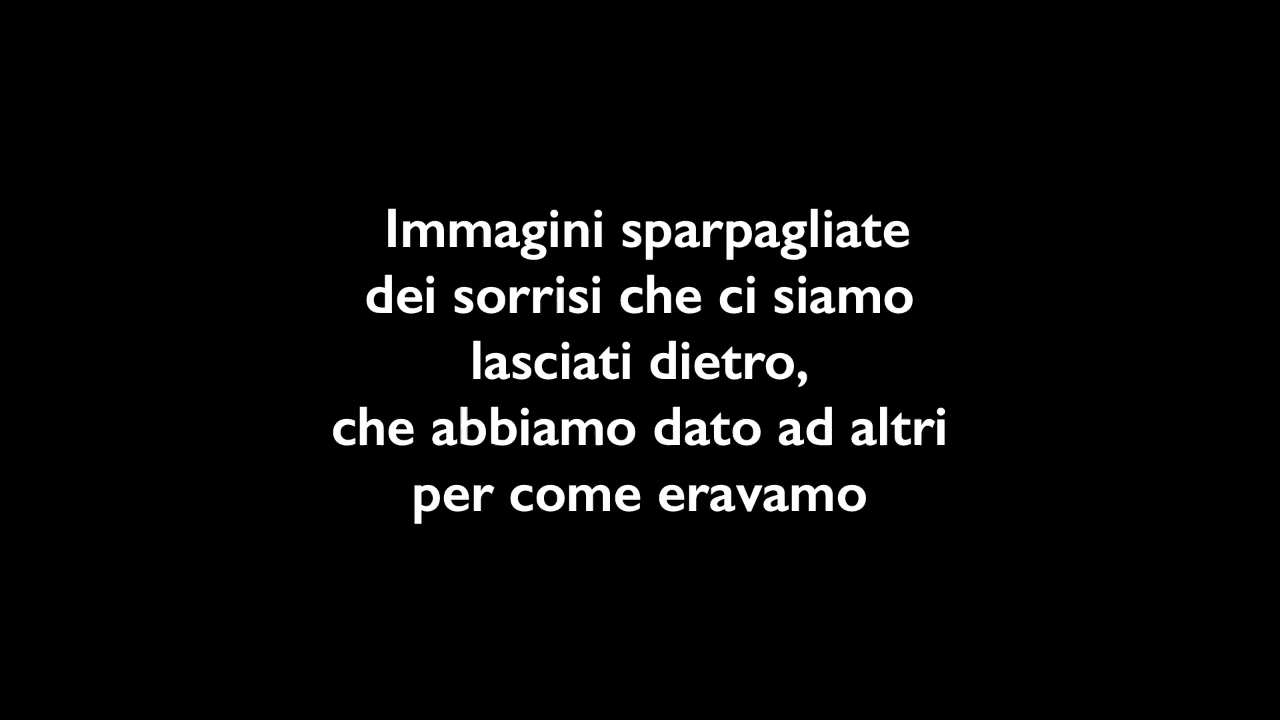 Immagini sparpagliate
dei sorrisi che ci siamo
lasciati dietro,
che abbiamo dato ad altri
per come eravamo